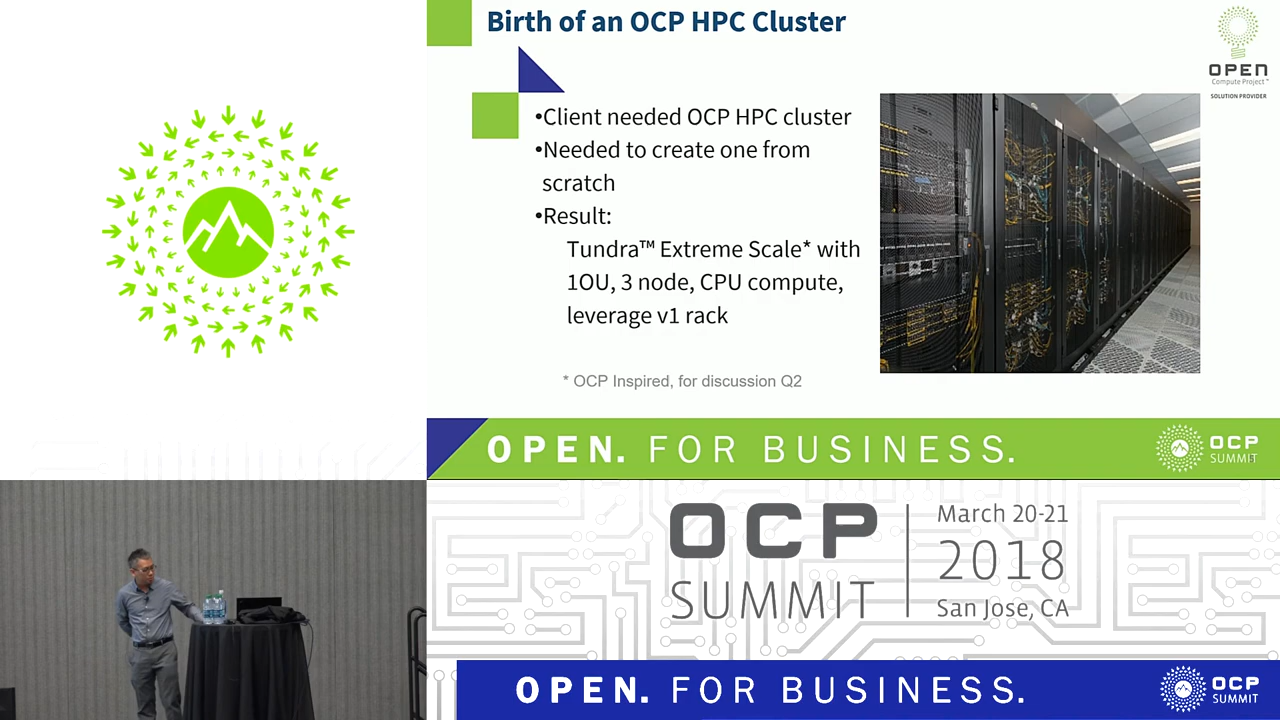 Birth of an OCP HPC Cluster
OPEN
Compute Project™
SOLUTION PROVIDER
•Client needed OCP HPC cluster
•Needed to create one from
scratch
•Result:
Tundra™ Extreme Scale* with
1OU, 3 node, CPU compute,
leverage v1 rack
* OCP Inspired, for discussion Q2
OPEN. FOR BUSINESS.
OCP
SUMMIT
OCP
SUMMIT
March 20-21
2018
San Jose, CA
OPEN. FOR BUSINESS.
OCP
SUMMIT